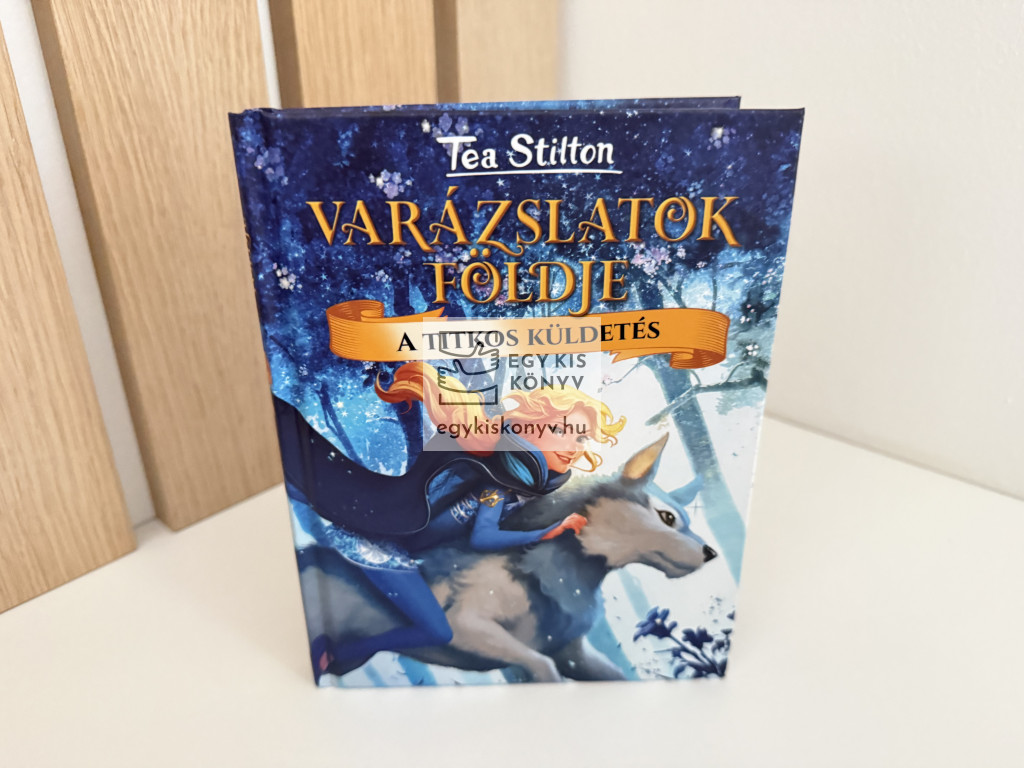 Tea Stilton
VARÁZSLATOK
FÖLDJE
A TITKOS KÜLDETÉS
EGY KIS
KÖNYV
egykiskonyv.hu